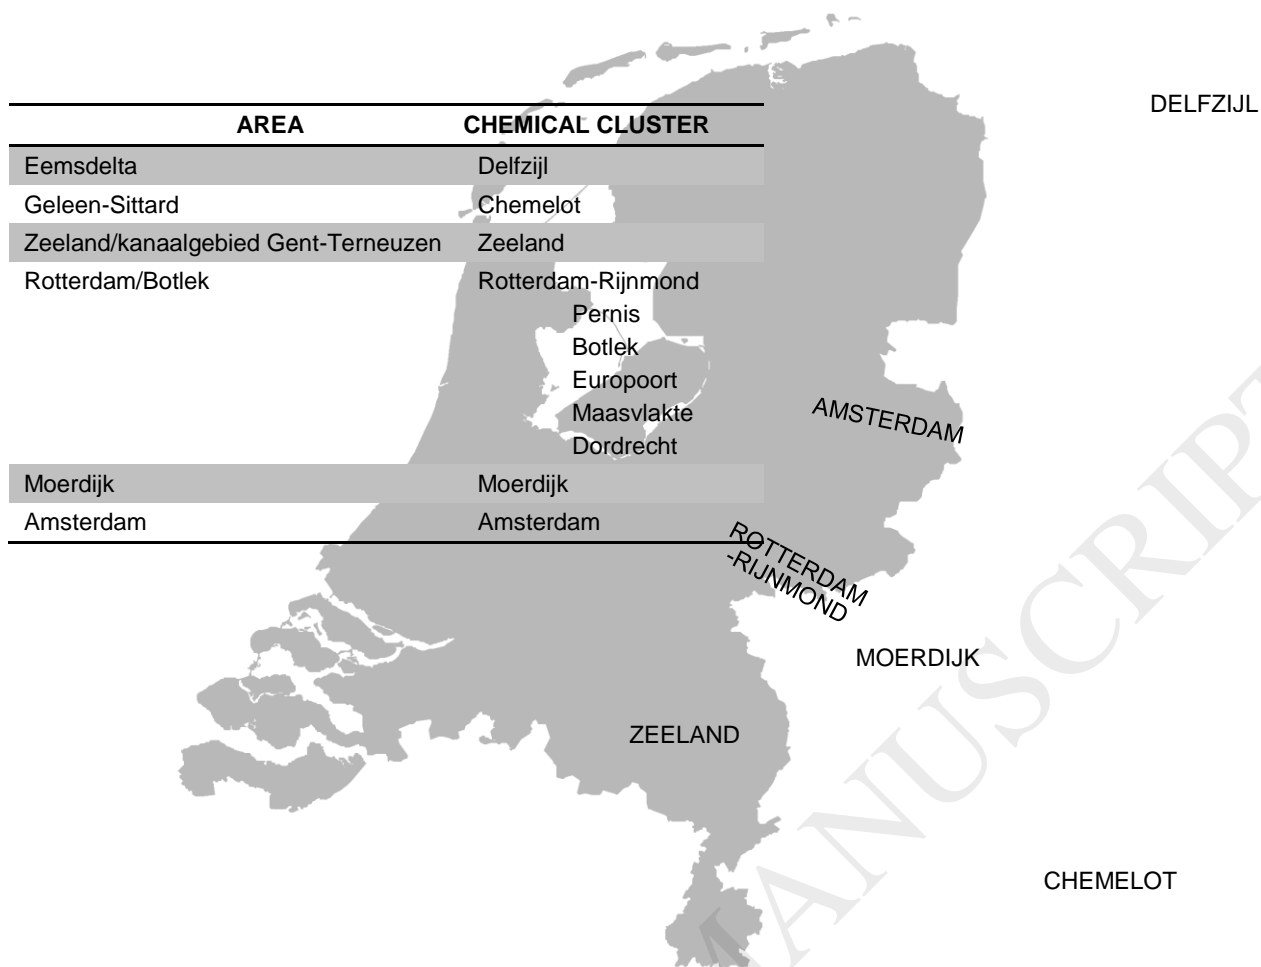 DELFZIJL
AREA CHEMICAL CLUSTER
Eemsdelta Delfzijl
Geleen-Sittard Chemelot
Zeeland/kanaalgebied Gent-Terneuzen Zeeland
Rotterdam/Botlek Rotterdam-Rijnmond
Pernis
Botlek
Europoort
Maasvlakte
Dordrecht
Moerdijk Moerdijk
Amsterdam Amsterdam
AMSTERDAM
ROTTERDAM
-RIJNMOND
MOERDIJK
ZEELAND
CHEMELOT
MANUSCRIPT